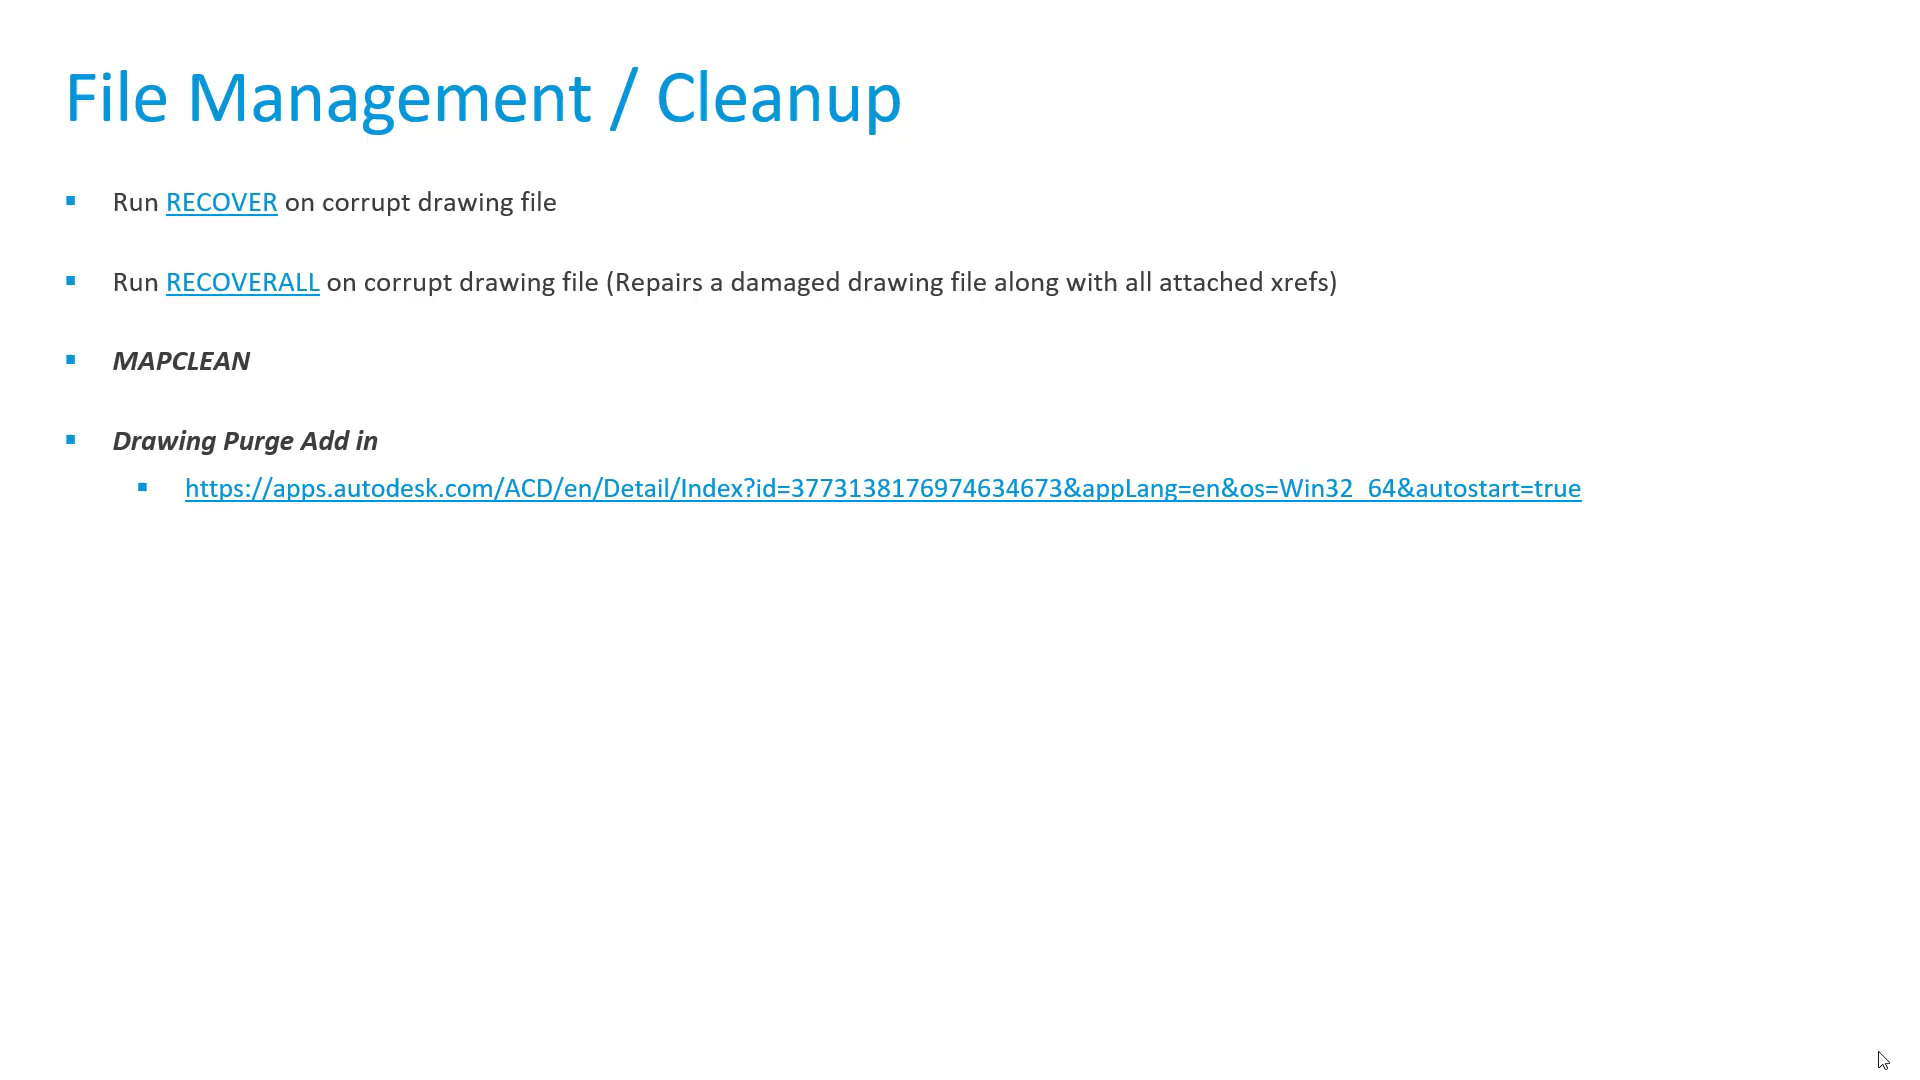 File Management / Cleanup
Run RECOVER on corrupt drawing file
Run RECOVERALL on corrupt drawing file (Repairs a damaged drawing file along with all attached xrefs)
MAPCLEAN
Drawing Purge Add in
https://apps.autodesk.com/ACD/en/Detail/Index?id=3773138176974634673&appLang=en&os=Win32_64&autostart=true